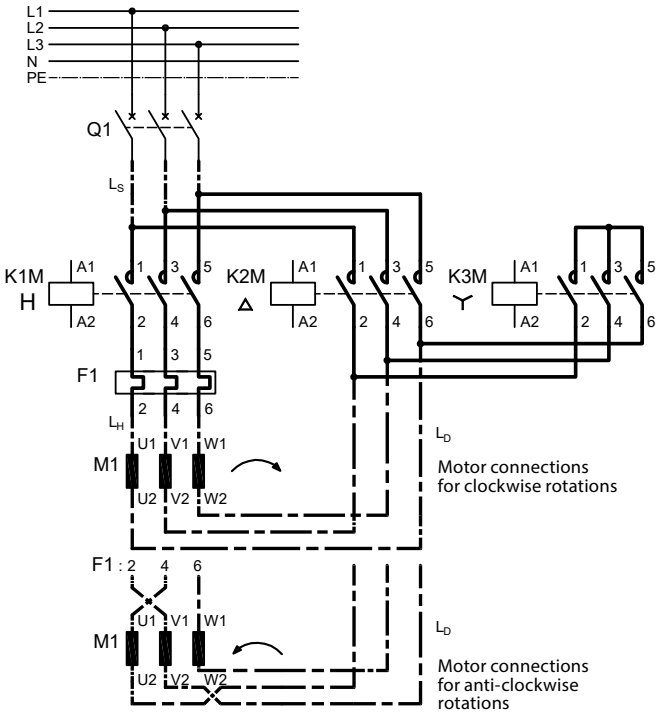 L1
L2
L3
N
PE
Q1
LS
K1M
H
A1
A2
1 3 5
2 4 6
K2M
Δ
A1
A2
1 3 5
2 4 6
K3M
A1
A2
1 3 5
2 4 6
F1
1 3 5
2 4 6
LH
U1 V1 W1
M1
U2 V2 W2
LD
Motor connections
for clockwise rotations
F1 : 2 4 6
U1 V1 W1
M1
U2 V2 W2
LD
Motor connections
for anti-clockwise
rotations